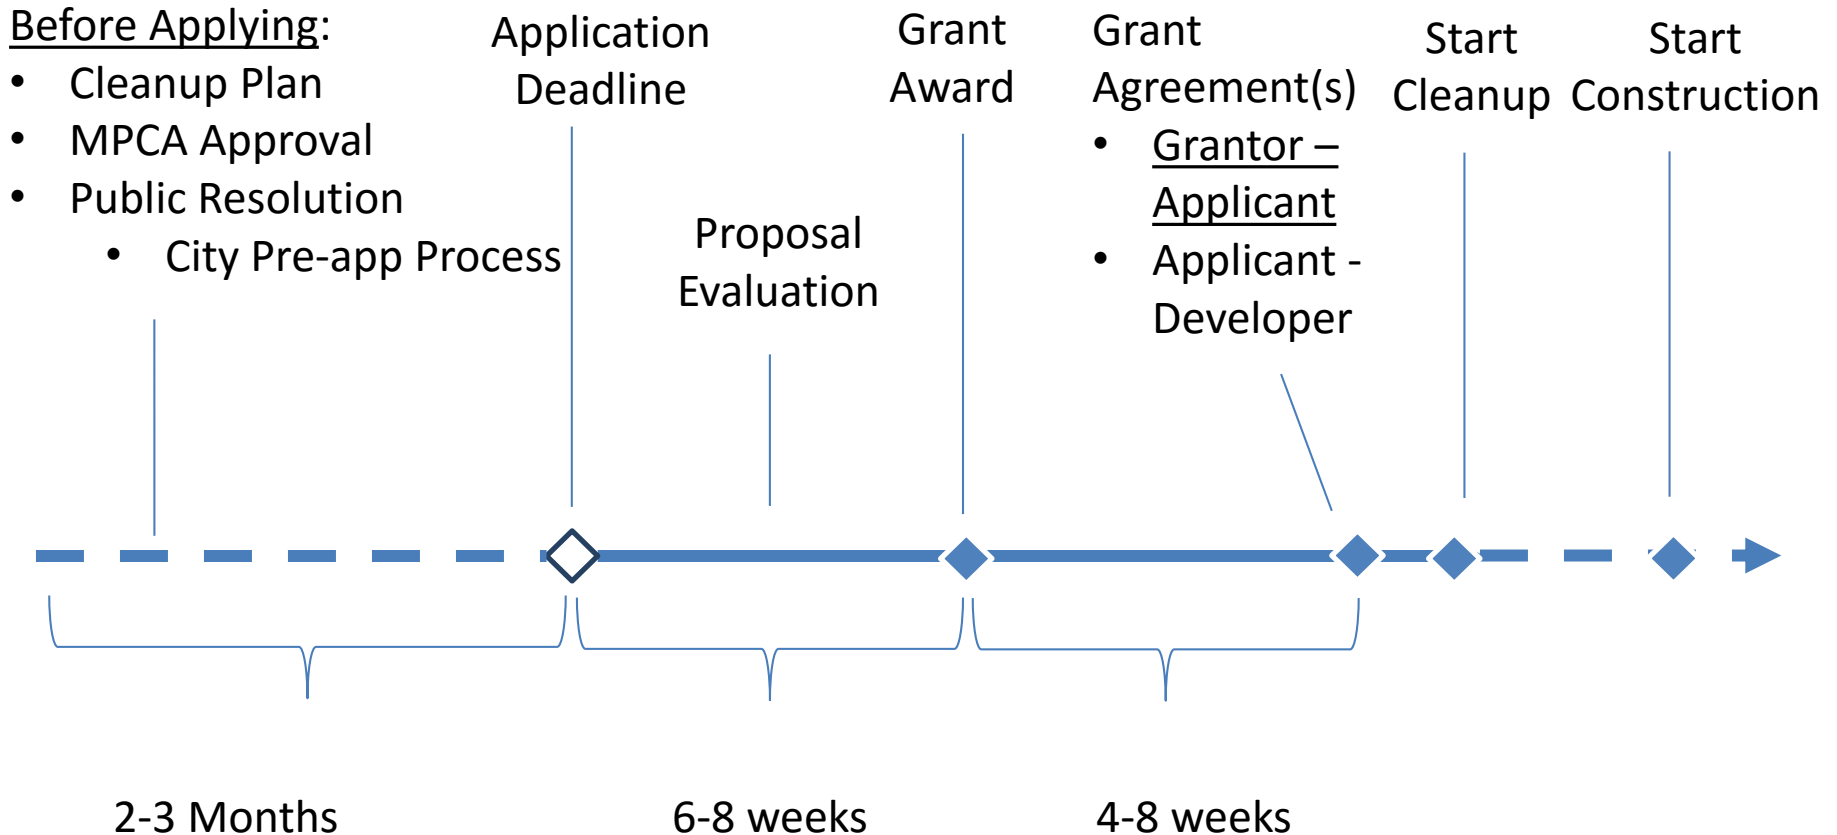 Before Applying:
• Cleanup Plan
• MPCA Approval
• Public Resolution
• City Pre-app Process
Application
Deadline
Proposal
Evaluation
Grant
Award
Grant
Agreement(s)
• Grantor –
Applicant
• Applicant -
Developer
Start
Cleanup
Start
Construction
2-3 Months
6-8 weeks
4-8 weeks